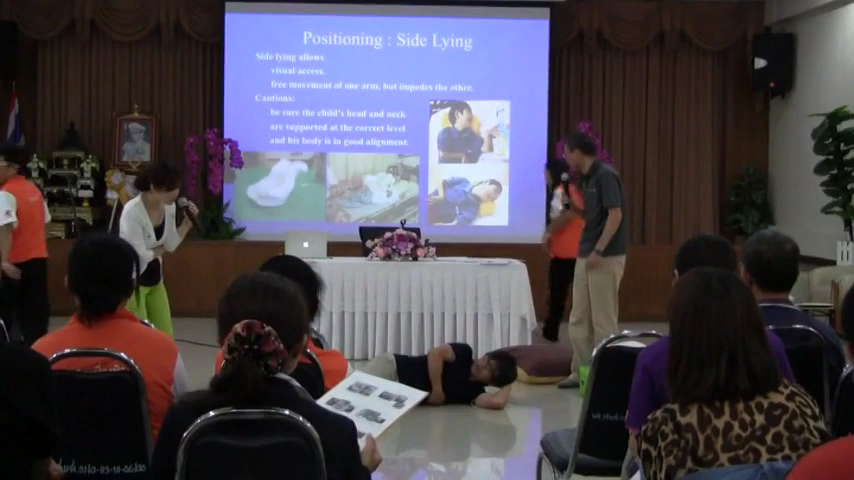 Positioning : Side Lying
Side lying allows
visual access.
free movement of one arm, but impedes the other.
Cautions:
be sure the child's head and neck
are supported at the correct level
and his body is in good alignment.